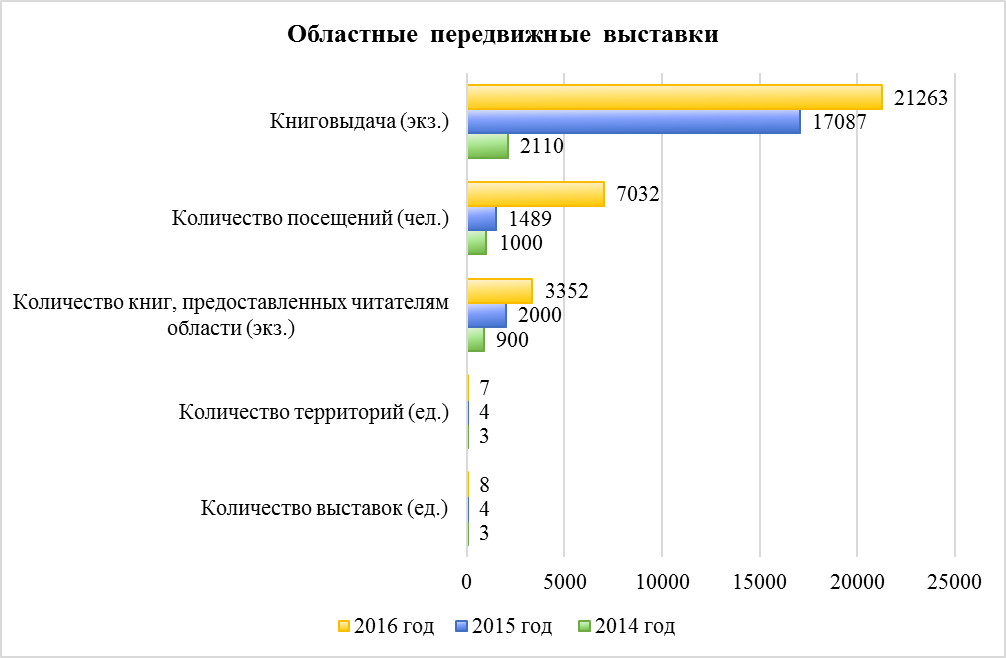 Областные передвижные выставки
Книговыдача (экз.)
21263
17087
2110
Количество посещений (чел.)
7032
1489
1000
Количество книг, предоставленных читателям
области (экз.)
3352
2000
900
Количество территорий (ед.)
7
4
3
Количество выставок (ед.)
8
4
3
0 5000 10000 15000 20000 25000
2016 год 2015 год 2014 год